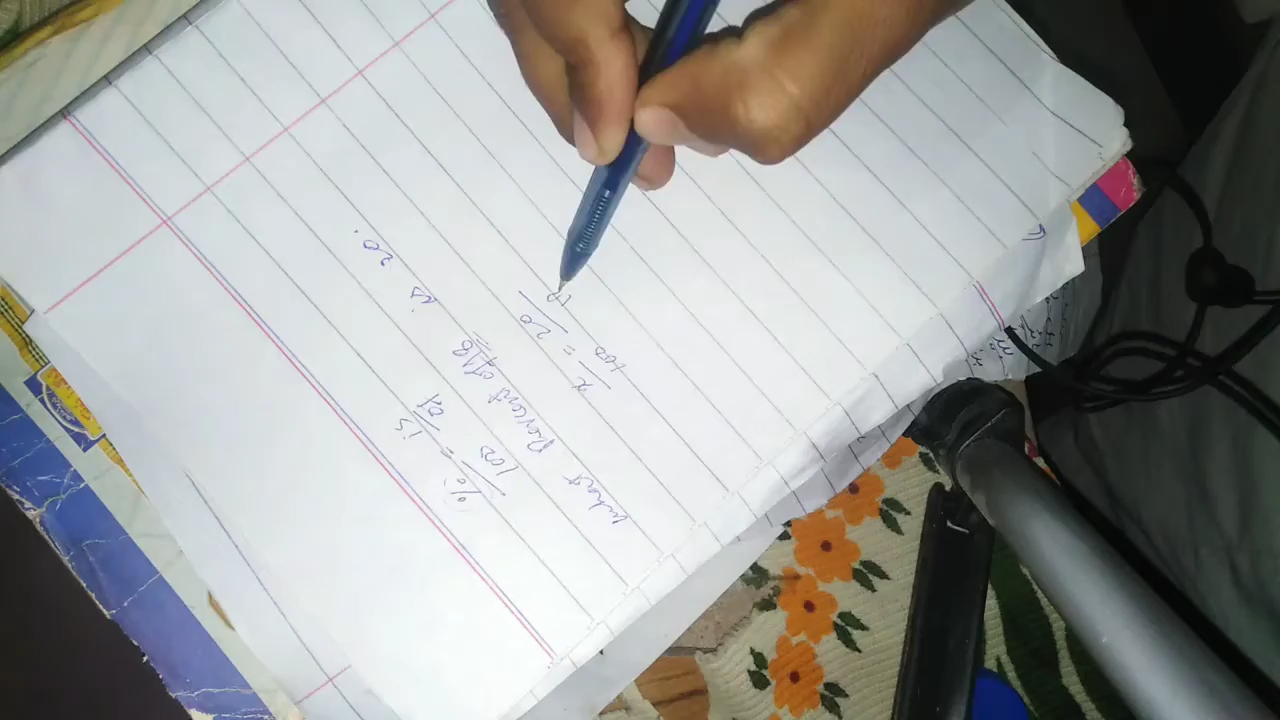 % / 100 = is / of
what Percent of 18 is 20.
x / 100 = 20 / 18